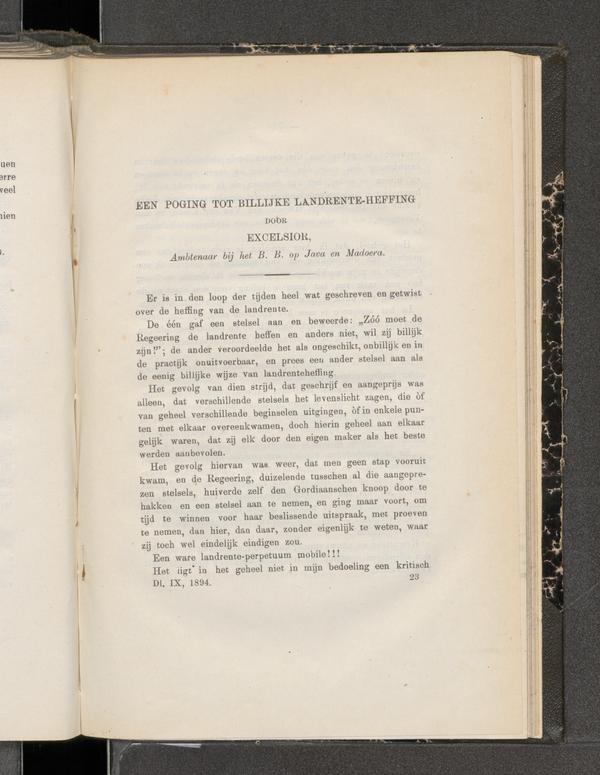 uen
erre
veel
nien
EEN POGING TOT BILLIJKE LANDRENTE-HEFFING
DOOR
EXCELSIOR,
Ambtenaar bij het B. B. op Java en Madoera.
Er is in den loop der tijden heel wat geschreven en getwist
over de heffing van de landrente.
De één gaf een stelsel aan en beweerde: „Zóó moet de
Regeering de landrente heffen en anders niet, wil zij billijk
zijn!”; de ander veroordeelde het als ongeschikt, onbillijk en in
de practijk onuitvoerbaar, en prees een ander stelsel aan als
de eenig billijke wijze van landrenteheffing
Het gevolg van dien strijd, dat geschrijf en aangeprijs was
alleen, dat verschillende stelsels het levenslicht zagen, die òf
van geheel verschillende beginselen uitgingen, òf in enkele pun-
ten met elkaar overeenkwamen, doch hierin geheel aan elkaar
gelijk waren, dat zij elk door den eigen maker als het beste
werden aanbevolen.
Het gevolg hiervan was weer, dat men geen stap vooruit
kwam, en de Regeering, duizelende tusschen al die aangepre-
zen stelsels, huiverde zelf den Gordiaanschen knoop door te
hakken en een stelsel aan te nemen, en ging maar voort, om
tijd te winnen voor haar beslissende uitspraak, met proeven
te nemen, dan hier, dan daar, zonder eigenlijk te weten, waar
zij toch wel eindelijk eindigen zou.
Een ware landrente-perpetuum mobile!!!
Het ligt in het geheel niet in mijn bedoeling een kritisch
Dl. IX, 1894. 23